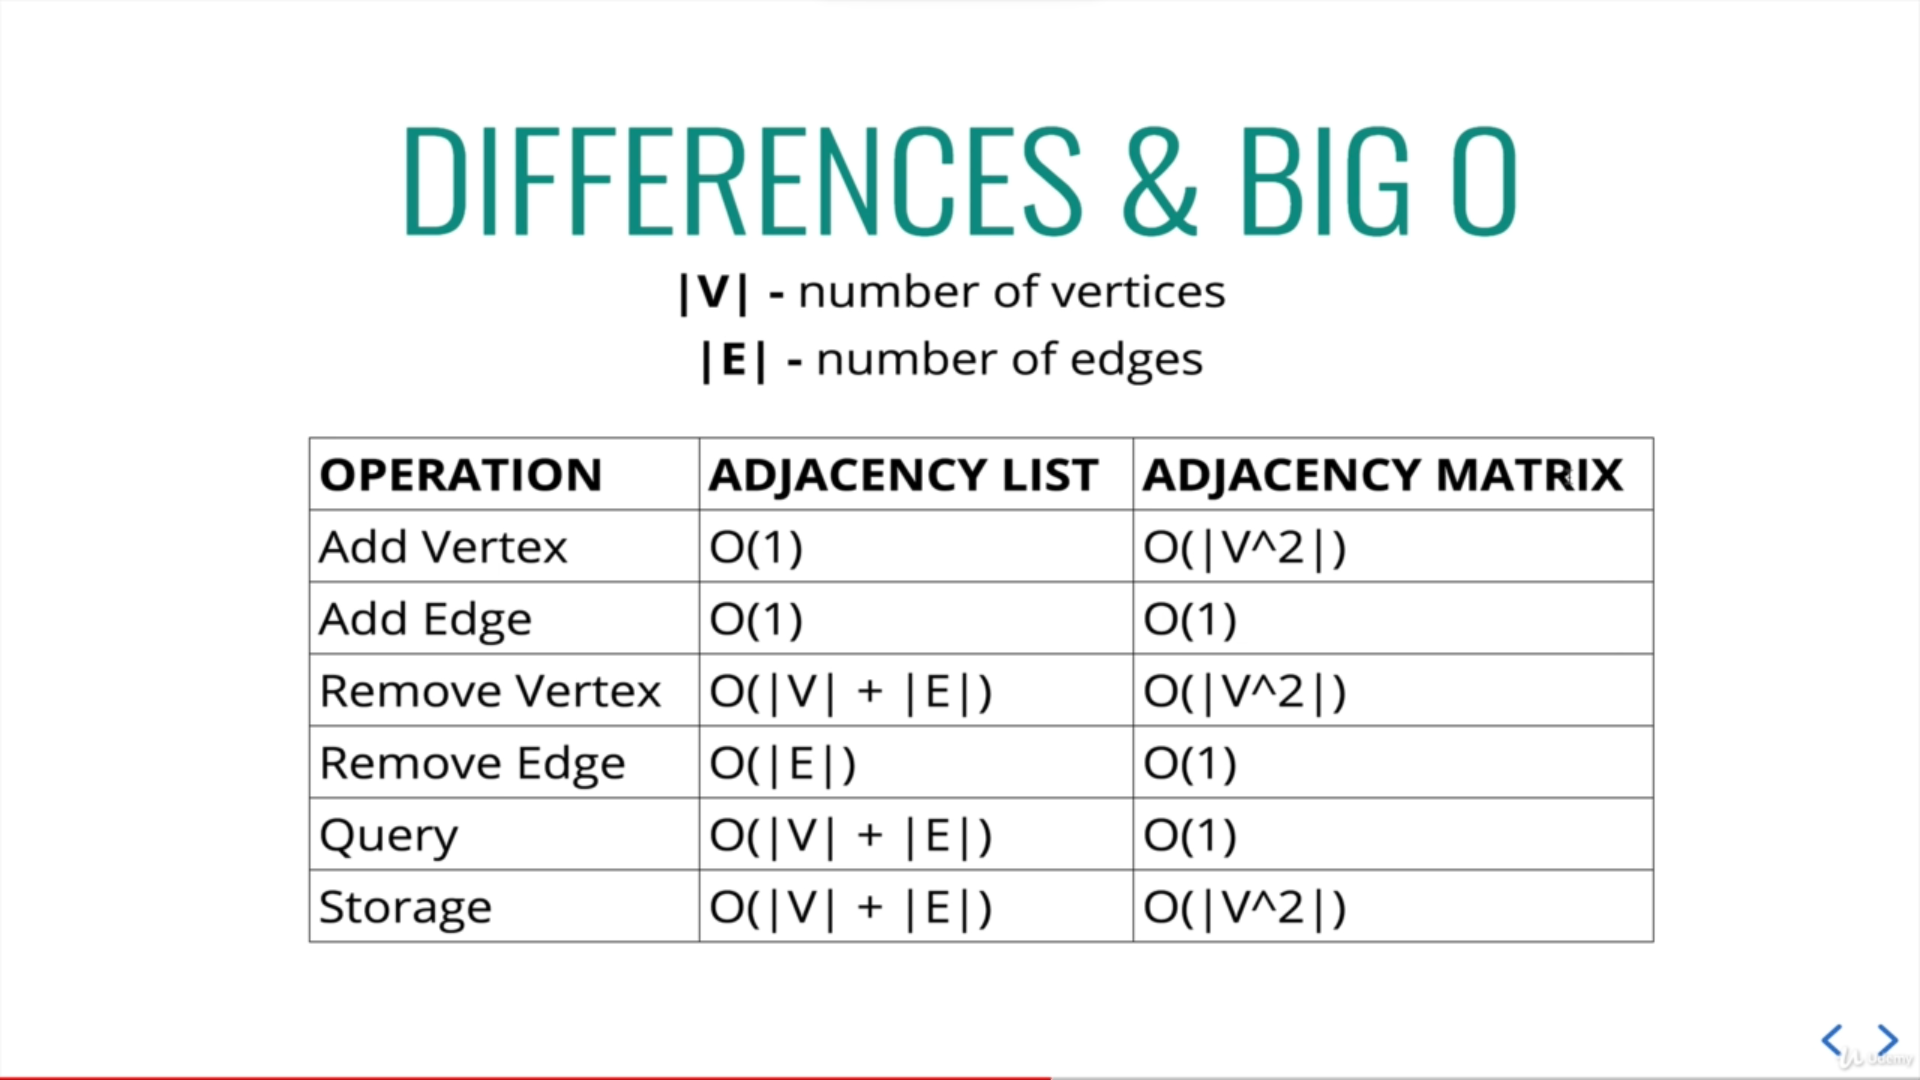 DIFFERENCES & BIG O
|V| - number of vertices
|E| - number of edges
OPERATION ADJACENCY LIST ADJACENCY MATRIX
Add Vertex O(1) O(|V^2|)
Add Edge O(1) O(1)
Remove Vertex O(|V| + |E|) O(|V^2|)
Remove Edge O(|E|) O(1)
Query O(|V| + |E|) O(1)
Storage O(|V| + |E|) O(|V^2|)
Udemy